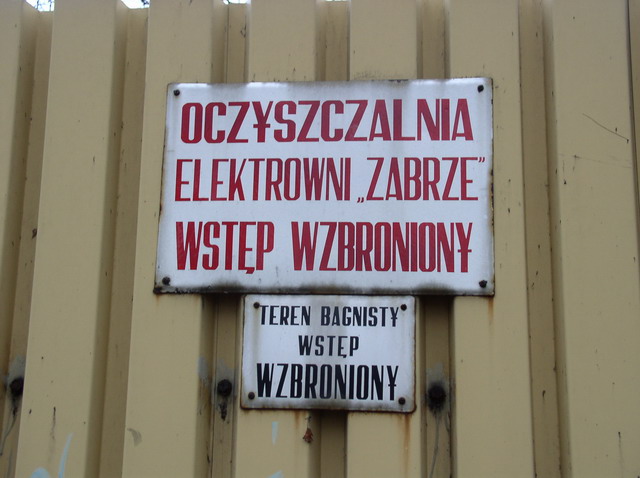 OCZYSZCZALNIA
ELEKTROWNI „ZABRZE”
WSTĘP WZBRONIONY
TEREN BAGNISTY
WSTĘP
WZBRONIONY